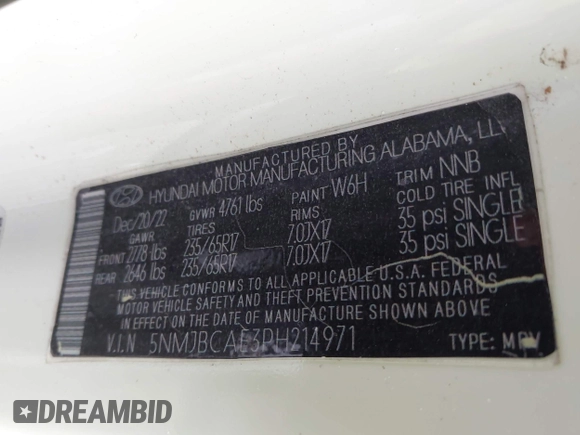 MANUFACTURED BY
HYUNDAI MOTOR MANUFACTURING ALABAMA, LL
Dec/20/22 GVWR 4761 lbs PAINT W6H TRIM NNB
GAWR TIRES RIMS COLD TIRE INFL
FRONT 2778 lbs 235/65R17 7.0JX17 35 psi SINGLE
REAR 2646 lbs 235/65R17 7.0JX17 35 psi SINGLE
THIS VEHICLE CONFORMS TO ALL APPLICABLE U.S.A. FEDERAL
MOTOR VEHICLE SAFETY AND THEFT PREVENTION STANDARDS
IN EFFECT ON THE DATE OF MANUFACTURE SHOWN ABOVE.
V.I.N 5NMJBCAE3PH214971 TYPE: MPV
DREAMBID